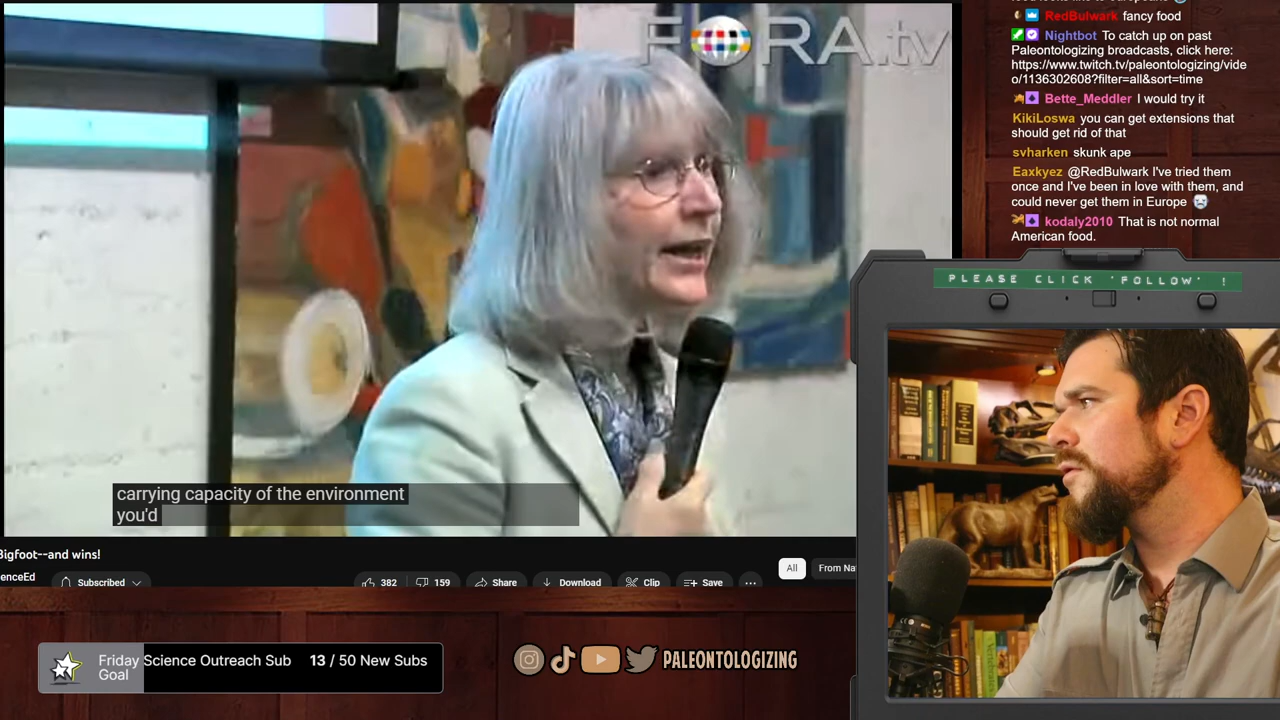 FORA.tv
carrying capacity of the environment
you'd
Bigfoot--and wins!
enceEd
Subscribed
382
159
Share
Download
Clip
Save
...
All
From Na
Friday Science Outreach Sub
Goal
13 / 50 New Subs
PALEONTOLOGIZING
RedBulwark fancy food
Nightbot To catch up on past
Paleontologizing broadcasts, click here:
https://www.twitch.tv/paleontologizing/vide
o/1136302608?filter=all&sort=time
Bette_Meddler I would try it
KikiLoswa you can get extensions that
should get rid of that
svharken skunk ape
Eaxkyez @RedBulwark I've tried them
once and I've been in love with them, and
could never get them in Europe
kodaly2010 That is not normal
American food.
PLEASE CLICK 'FOLLOW' !